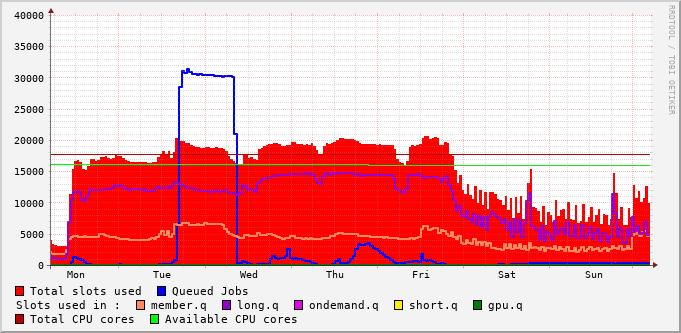 40000
35000
30000
25000
20000
15000
10000
5000
0
Mon Tue Wed Thu Fri Sat Sun
Total slots used Queued Jobs
Slots used in : member.q long.q ondemand.q short.q gpu.q
Total CPU cores Available CPU cores
RRDTOOL / TOBI OETIKER